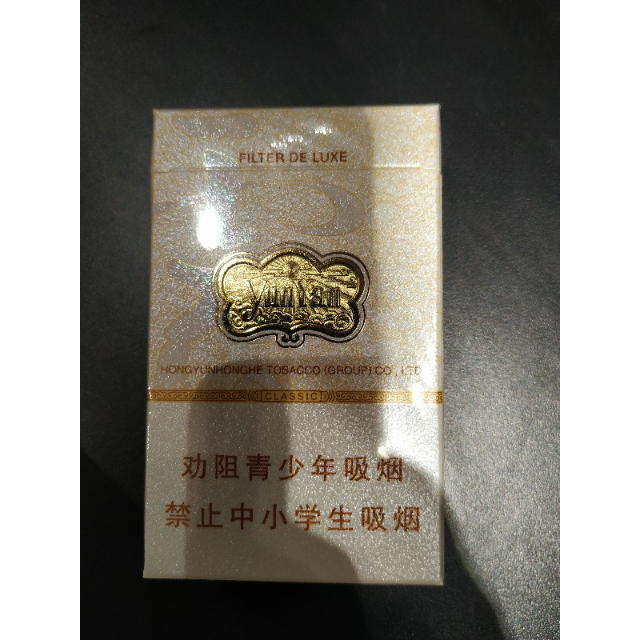 FILTER DE LUXE
yunYan
HONGYUNHONGHE TOBACCO (GROUP) CO., LTD
CLASSIC
劝阻青少年吸烟
禁止中小学生吸烟